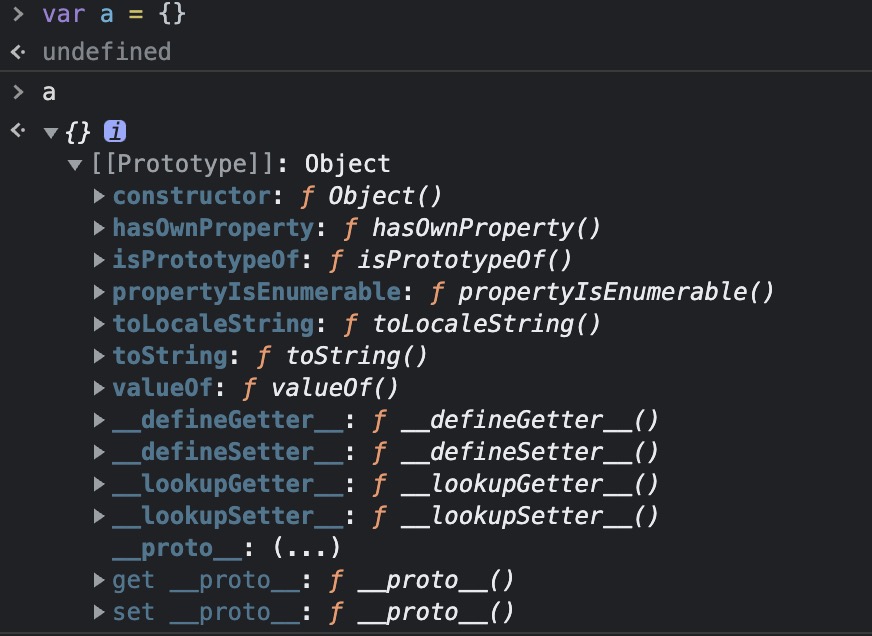 > var a = {}
<· undefined
> a
<· ▼{} i
▼[[Prototype]]: Object
▶constructor: ƒ Object()
▶hasOwnProperty: ƒ hasOwnProperty()
▶isPrototypeOf: ƒ isPrototypeOf()
▶propertyIsEnumerable: ƒ propertyIsEnumerable()
▶toLocaleString: ƒ toLocaleString()
▶toString: ƒ toString()
▶valueOf: ƒ valueOf()
▶__defineGetter__: ƒ __defineGetter__()
▶__defineSetter__: ƒ __defineSetter__()
▶__lookupGetter__: ƒ __lookupGetter__()
▶__lookupSetter__: ƒ __lookupSetter__()
__proto__: (...)
▶get __proto__: ƒ __proto__()
▶set __proto__: ƒ __proto__()